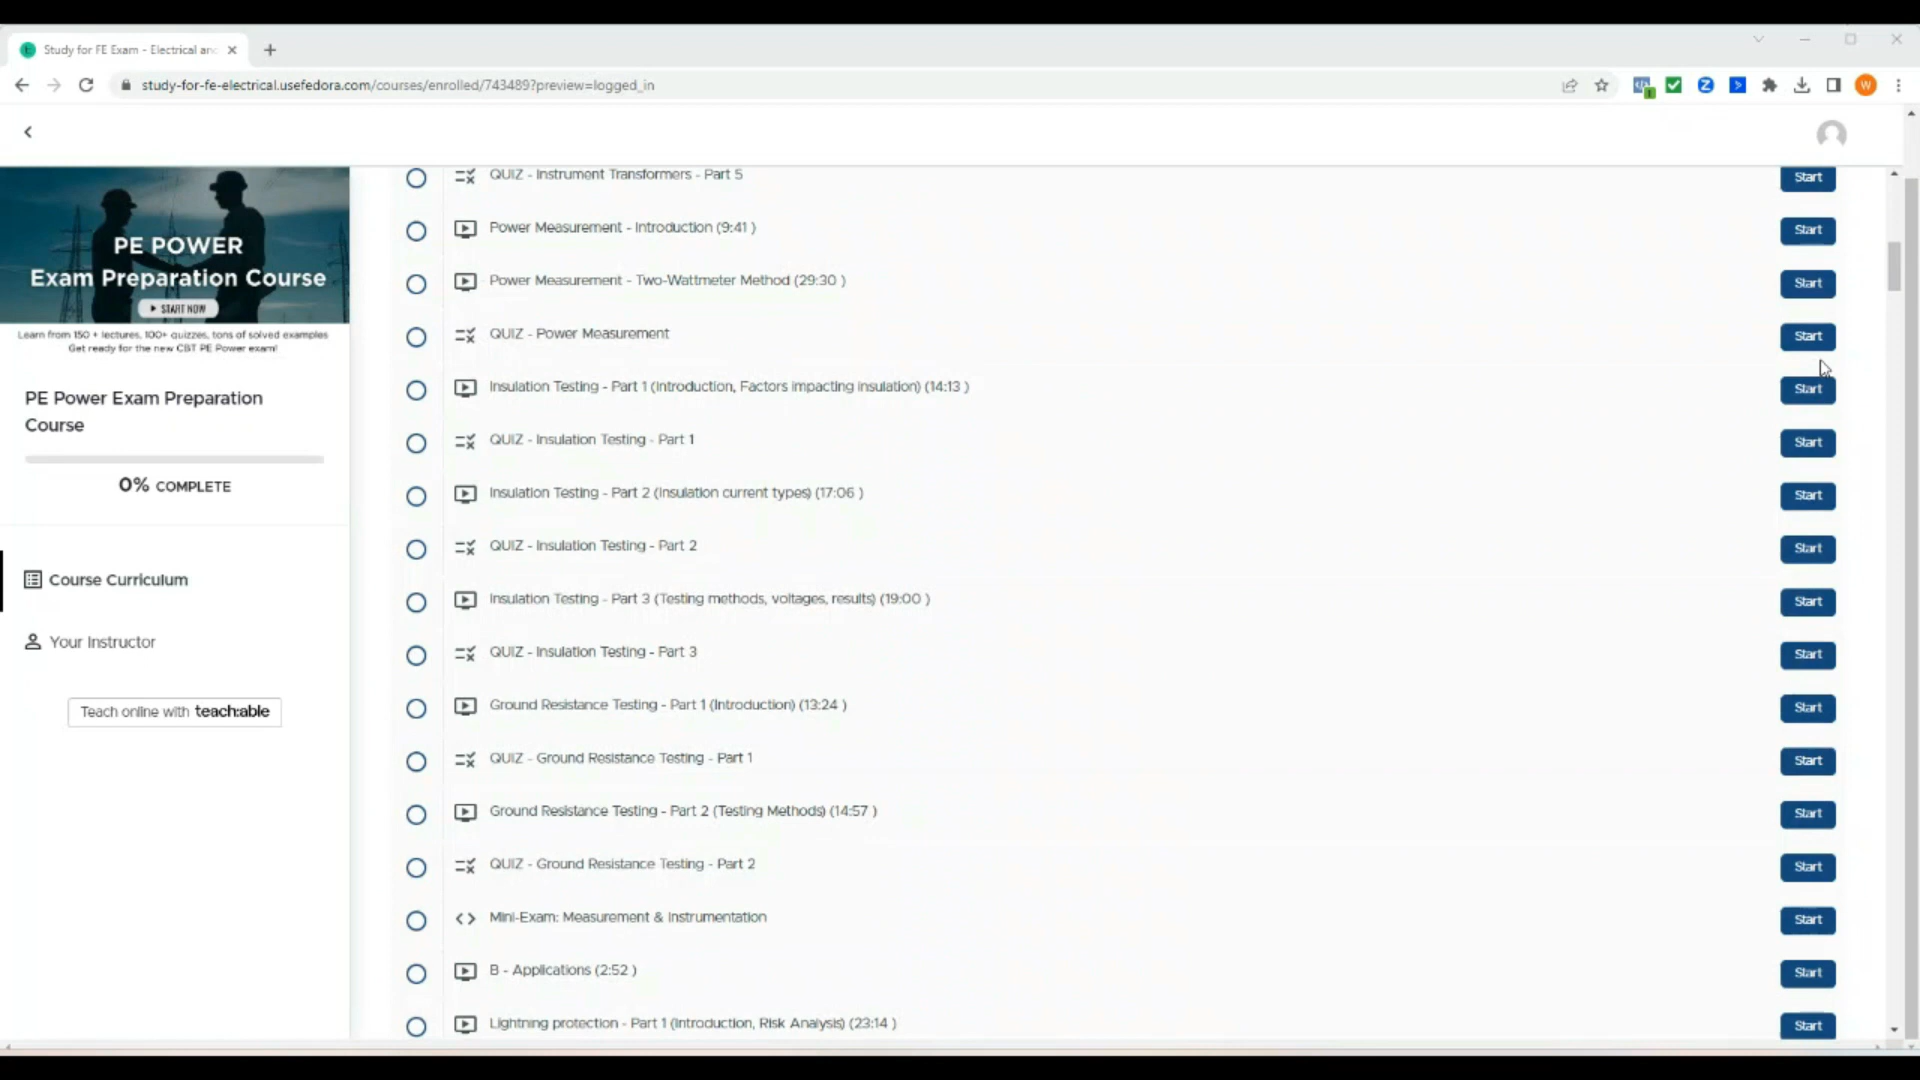 Study for FE Exam - Electrical and
study-for-fe-electrical.usefedora.com/courses/enrolled/743489?preview=logged_in
W
PE POWER
Exam Preparation Course
START NOW
Learn from 150 + lectures, 100+ quizzes, tons of solved examples
Get ready for the new CBT PE Power exam!
PE Power Exam Preparation
Course
0% COMPLETE
Course Curriculum
Your Instructor
Teach online with teach:able
QUIZ - Instrument Transformers - Part 5 Start
Power Measurement - Introduction (9:41 ) Start
Power Measurement - Two-Wattmeter Method (29:30 ) Start
QUIZ - Power Measurement Start
Insulation Testing - Part 1 (Introduction, Factors impacting insulation) (14:13 ) Start
QUIZ - Insulation Testing - Part 1 Start
Insulation Testing - Part 2 (Insulation current types) (17:06 ) Start
QUIZ - Insulation Testing - Part 2 Start
Insulation Testing - Part 3 (Testing methods, voltages, results) (19:00 ) Start
QUIZ - Insulation Testing - Part 3 Start
Ground Resistance Testing - Part 1 (Introduction) (13:24 ) Start
QUIZ - Ground Resistance Testing - Part 1 Start
Ground Resistance Testing - Part 2 (Testing Methods) (14:57 ) Start
QUIZ - Ground Resistance Testing - Part 2 Start
Mini-Exam: Measurement & Instrumentation Start
B - Applications (2:52 ) Start
Lightning protection - Part 1 (Introduction, Risk Analysis) (23:14 ) Start